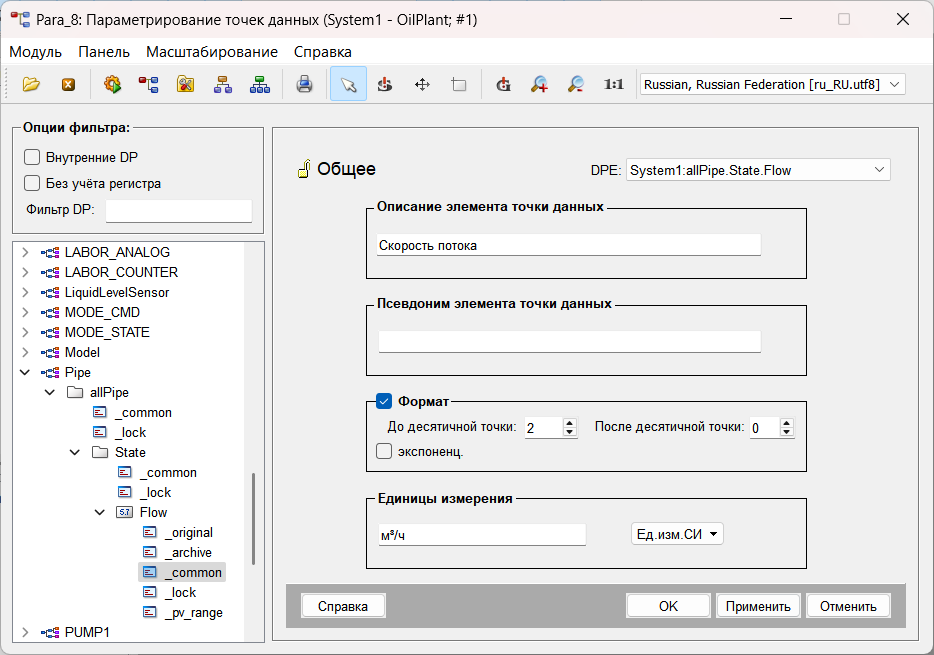 Para_8: Параметрирование точек данных (System1 - OilPlant; #1)
Модуль Панель Масштабирование Справка
1:1 Russian, Russian Federation [ru_RU.utf8]
Опции фильтра:
Внутренние DP
Без учёта регистра
Фильтр DP:
LABOR_ANALOG
LABOR_COUNTER
LiquidLevelSensor
MODE_CMD
MODE_STATE
Model
Pipe
allPipe
_common
_lock
State
_common
_lock
5.7 Flow
_original
_archive
_common
_lock
_pv_range
PUMP1
Общее
DPE: System1:allPipe.State.Flow
Описание элемента точки данных
Скорость потока
Псевдоним элемента точки данных
Формат
До десятичной точки: 2 После десятичной точки: 0
экспоненц.
Единицы измерения
м³/ч Ед.изм.СИ
Справка OK Применить Отменить